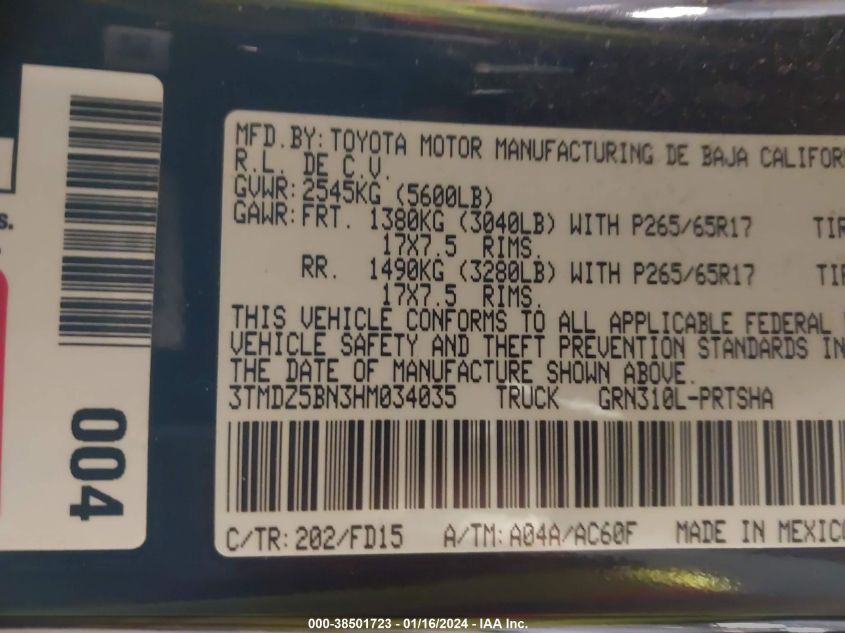 MFD.BY: TOYOTA MOTOR MANUFACTURING DE BAJA
R.L. DE C.V.
GVWR: 2545KG (5600LB)
GAWR: FRT. 1380KG (3040LB) WITH P265/65R17
17X7.5 RIMS.
RR. 1490KG (3280LB) WITH P265/65R17
17X7.5 RIMS.
THIS VEHICLE CONFORMS TO ALL APPLICABLE FEDERAL
VEHICLE SAFETY AND THEFT PREVENTION STANDARDS IN
THE DATE OF MANUFACTURE SHOWN ABOVE.
3TMDZ5BN3HM034035 TRUCK GRN310L-PRTSHA
C/TR: 202/FD15 A/TM: A04A/AC60F MADE IN MEXICO
004
000-38501723 - 01/16/2024 - IAA Inc.